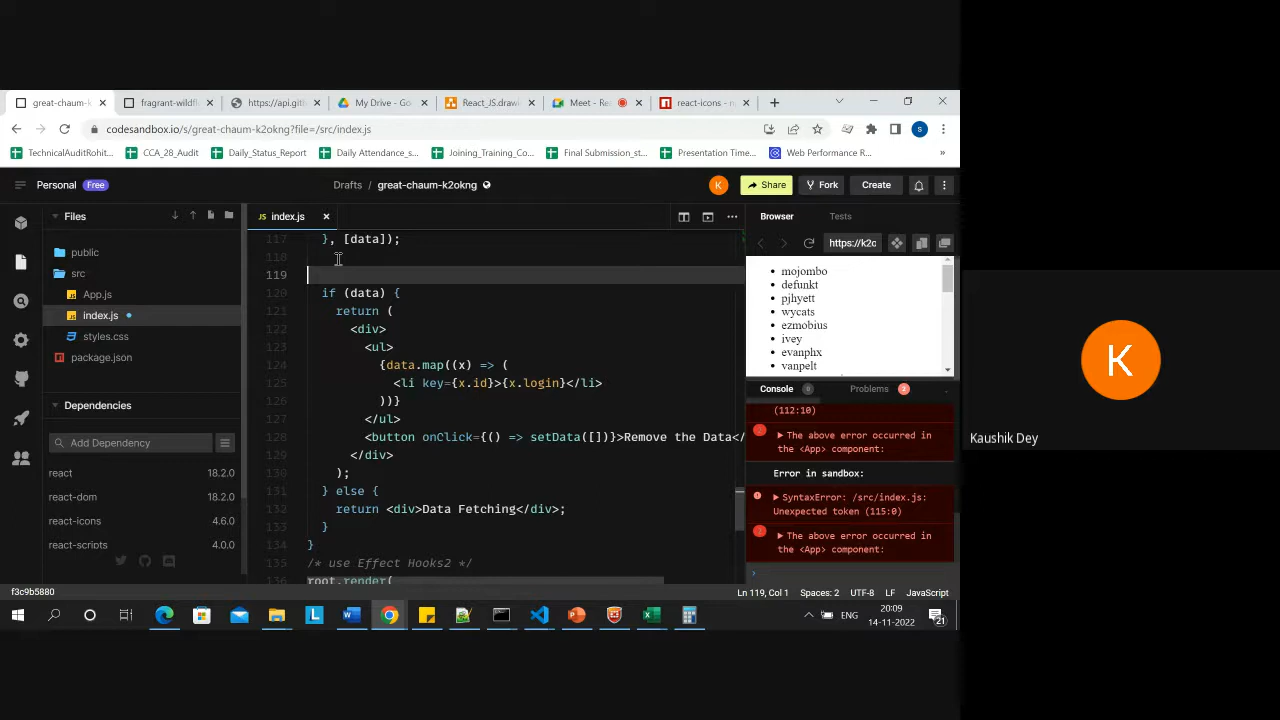 great-chaum-k
fragrant-wildfl
https://api.gith
My Drive - Go
React_JS.drawi
Meet - Re
react-icons - n
codesandbox.io/s/great-chaum-k2okng?file=/src/index.js
S
TechnicalAuditRohit...
CCA_28_Audit
Daily_Status_Report
Daily Attendance_s...
Joining_Training_Co...
Final Submission_st...
Presentation Time...
Web Performance R...
»
Personal Free
Drafts / great-chaum-k2okng
K
Share
Fork
Create
Files
JS index.js
Browser
Tests
https://k2o
public
src
JS App.js
JS index.js
styles.css
package.json
Dependencies
Add Dependency
react 18.2.0
react-dom 18.2.0
react-icons 4.6.0
react-scripts 4.0.0
117 }, [data]);
118
119
120 if (data) {
121 return (
122 <div>
123 <ul>
124 {data.map((x) => (
125 <li key={x.id}>{x.login}</li>
126 ))}
127 </ul>
128 <button onClick={() => setData([])}>Remove the Data</
129 </div>
130 );
131 } else {
132 return <div>Data Fetching</div>;
133 }
134 }
135 /* use Effect Hooks2 */
136 root.render(
mojombo
defunkt
pjhyett
wycats
ezmobius
ivey
evanphx
vanpelt
Console
Problems 2
(112:10)
The above error occurred in
the <App> component:
Error in sandbox:
SyntaxError: /src/index.js:
Unexpected token (115:0)
The above error occurred in
the <App> component:
f3c9b5880
Ln 119, Col 1
Spaces: 2
UTF-8
LF
JavaScript
ENG
20:09
14-11-2022
21
K
Kaushik Dey